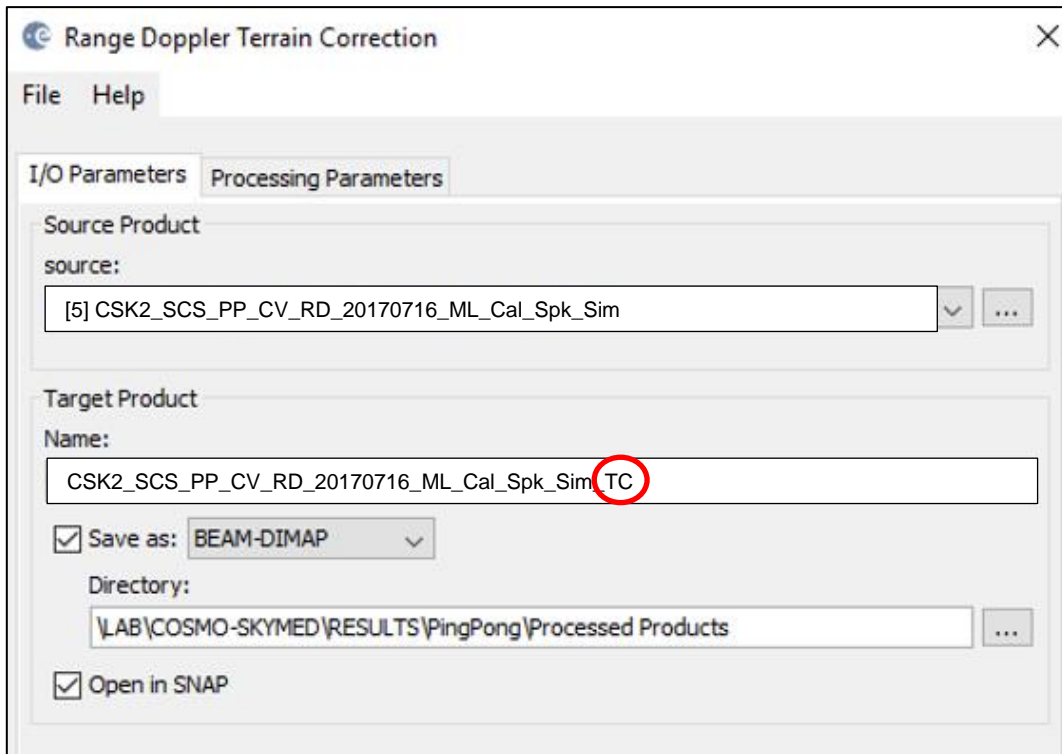 Range Doppler Terrain Correction
File Help
I/O Parameters Processing Parameters
Source Product
source:
[5] CSK2_SCS_PP_CV_RD_20170716_ML_Cal_Spk_Sim
...
Target Product
Name:
CSK2_SCS_PP_CV_RD_20170716_ML_Cal_Spk_Sim_TC
Save as: BEAM-DIMAP
Directory:
\LAB\COSMO-SKYMED\RESULTS\PingPong\Processed Products
...
Open in SNAP